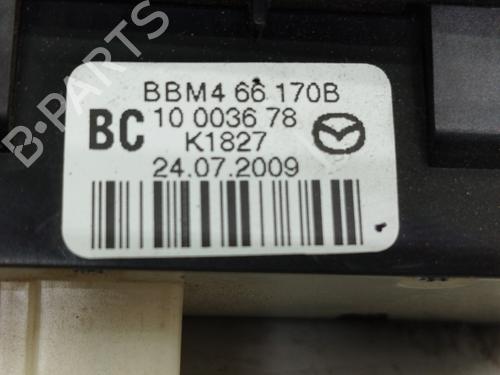 BBM4 66 170B
BC 10 0036 78
K1827
24.07.2009
B-PARTS